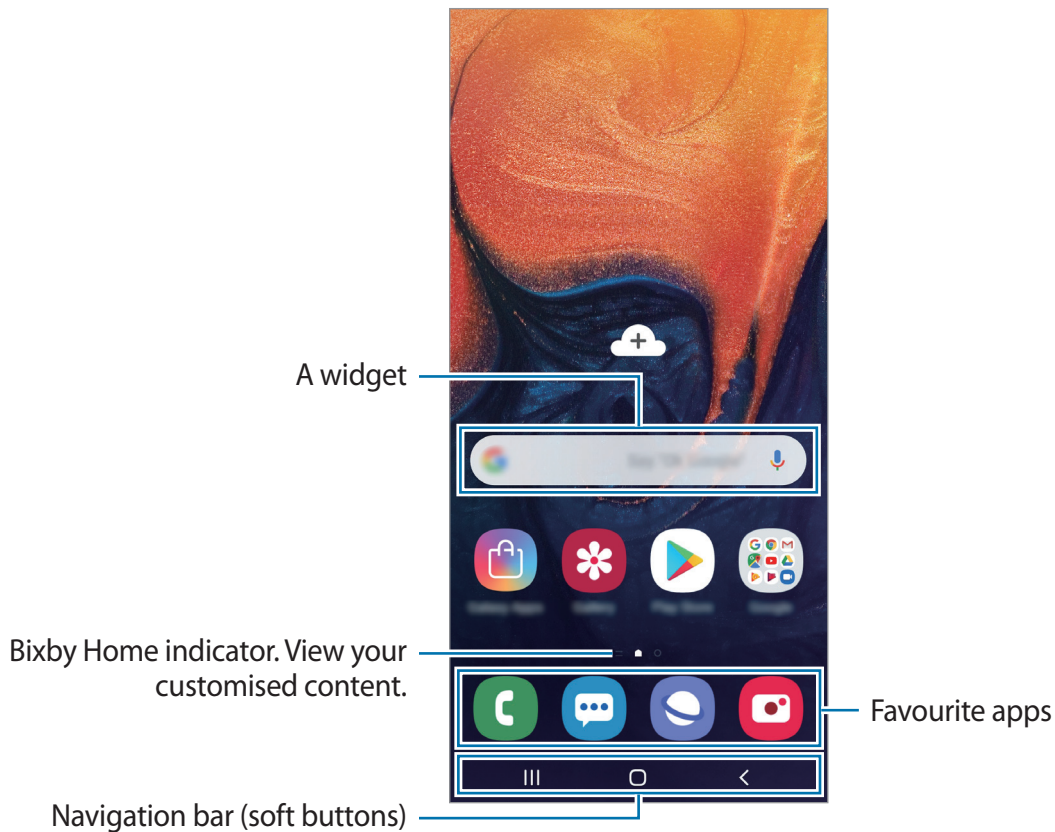 A widget
Bixby Home indicator. View your
customised content.
Favourite apps
Navigation bar (soft buttons)